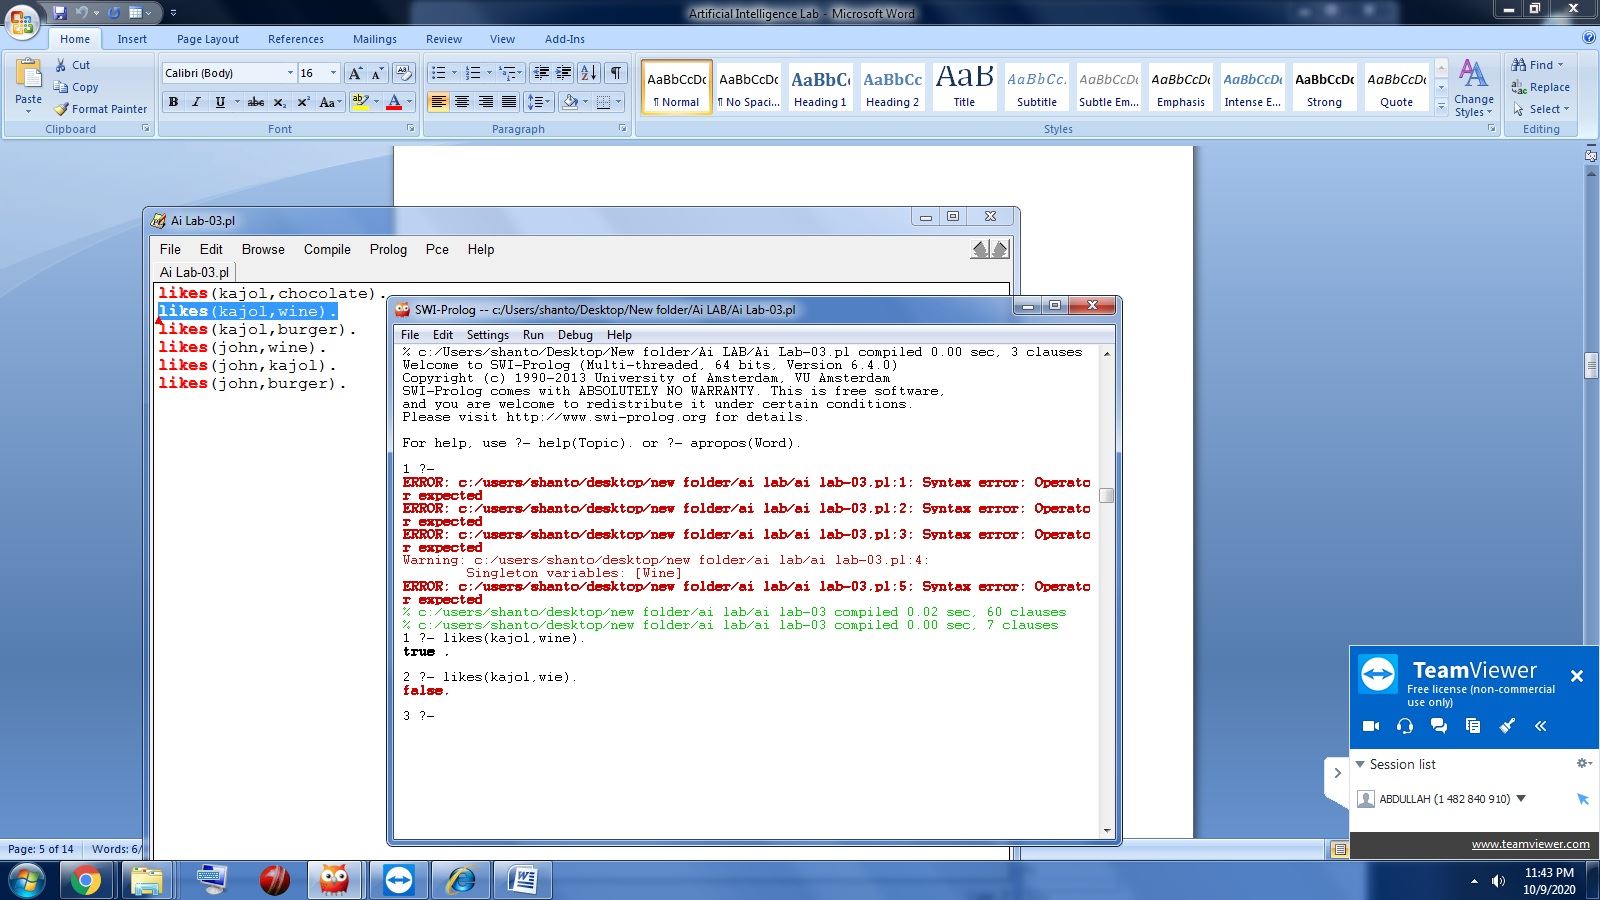 Artificial Intelligence Lab - Microsoft Word
Home Insert Page Layout References Mailings Review View Add-Ins
Paste
Cut
Copy
Format Painter
Clipboard
Calibri (Body) 16
B I U abc X₂ X² Aa
Font
Paragraph
AaBbCcDc AaBbCcDc AaBbC AaBbCc AaB AaBbCc. AaBbCcDc AaBbCcDc AaBbCcDc AaBbCcDc AaBbCcDc
¶ Normal ¶ No Spaci... Heading 1 Heading 2 Title Subtitle Subtle Em... Emphasis Intense E... Strong Quote
Change Styles
Styles
Find
Replace
Select
Editing
Ai Lab-03.pl
File Edit Browse Compile Prolog Pce Help
Ai Lab-03.pl
likes(kajol,chocolate).
likes(kajol,wine).
likes(kajol,burger).
likes(john,wine).
likes(john,kajol).
likes(john,burger).
SWI-Prolog -- c:/Users/shanto/Desktop/New folder/Ai LAB/Ai Lab-03.pl
File Edit Settings Run Debug Help
% c:/Users/shanto/Desktop/New folder/Ai LAB/Ai Lab-03.pl compiled 0.00 sec, 3 clauses
Welcome to SWI-Prolog (Multi-threaded, 64 bits, Version 6.4.0)
Copyright (c) 1990-2013 University of Amsterdam, VU Amsterdam
SWI-Prolog comes with ABSOLUTELY NO WARRANTY. This is free software,
and you are welcome to redistribute it under certain conditions.
Please visit http://www.swi-prolog.org for details.
For help, use ?- help(Topic). or ?- apropos(Word).
1 ?-
ERROR: c:/users/shanto/desktop/new folder/ai lab/ai lab-03.pl:1: Syntax error: Operato
r expected
ERROR: c:/users/shanto/desktop/new folder/ai lab/ai lab-03.pl:2: Syntax error: Operato
r expected
ERROR: c:/users/shanto/desktop/new folder/ai lab/ai lab-03.pl:3: Syntax error: Operato
r expected
Warning: c:/users/shanto/desktop/new folder/ai lab/ai lab-03.pl:4:
Singleton variables: [Wine]
ERROR: c:/users/shanto/desktop/new folder/ai lab/ai lab-03.pl:5: Syntax error: Operato
r expected
% c:/users/shanto/desktop/new folder/ai lab/ai lab-03 compiled 0.02 sec, 60 clauses
% c:/users/shanto/desktop/new folder/ai lab/ai lab-03 compiled 0.00 sec, 7 clauses
1 ?- likes(kajol,wine).
true .
2 ?- likes(kajol,wie).
false.
3 ?-
TeamViewer
Free license (non-commercial
use only)
Session list
ABDULLAH (1 482 840 910)
www.teamviewer.com
Page: 5 of 14 Words: 6/
11:43 PM
10/9/2020